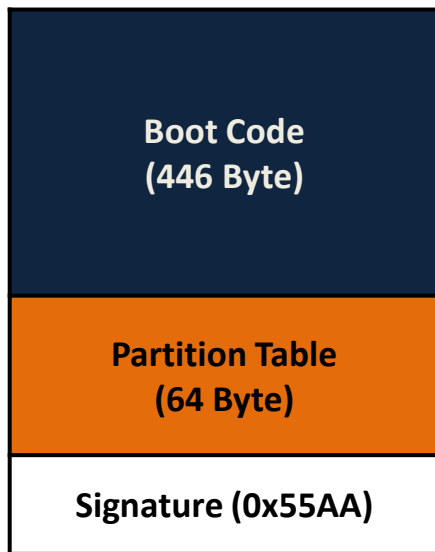 Boot Code
(446 Byte)
Partition Table
(64 Byte)
Signature (0x55AA)